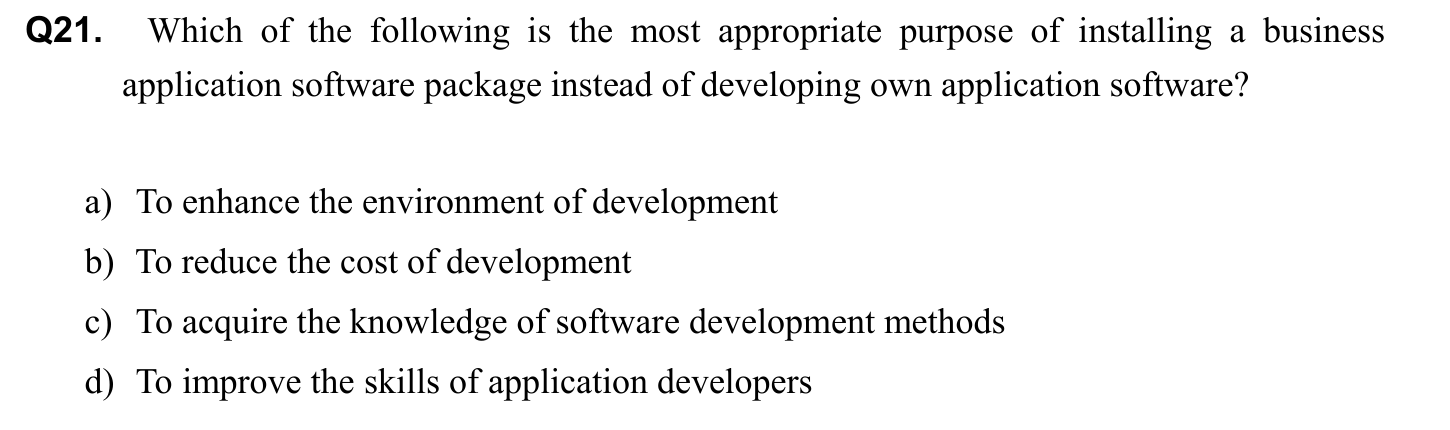 Q21. Which of the following is the most appropriate purpose of installing a business
application software package instead of developing own application software?
a) To enhance the environment of development
b) To reduce the cost of development
c) To acquire the knowledge of software development methods
d) To improve the skills of application developers